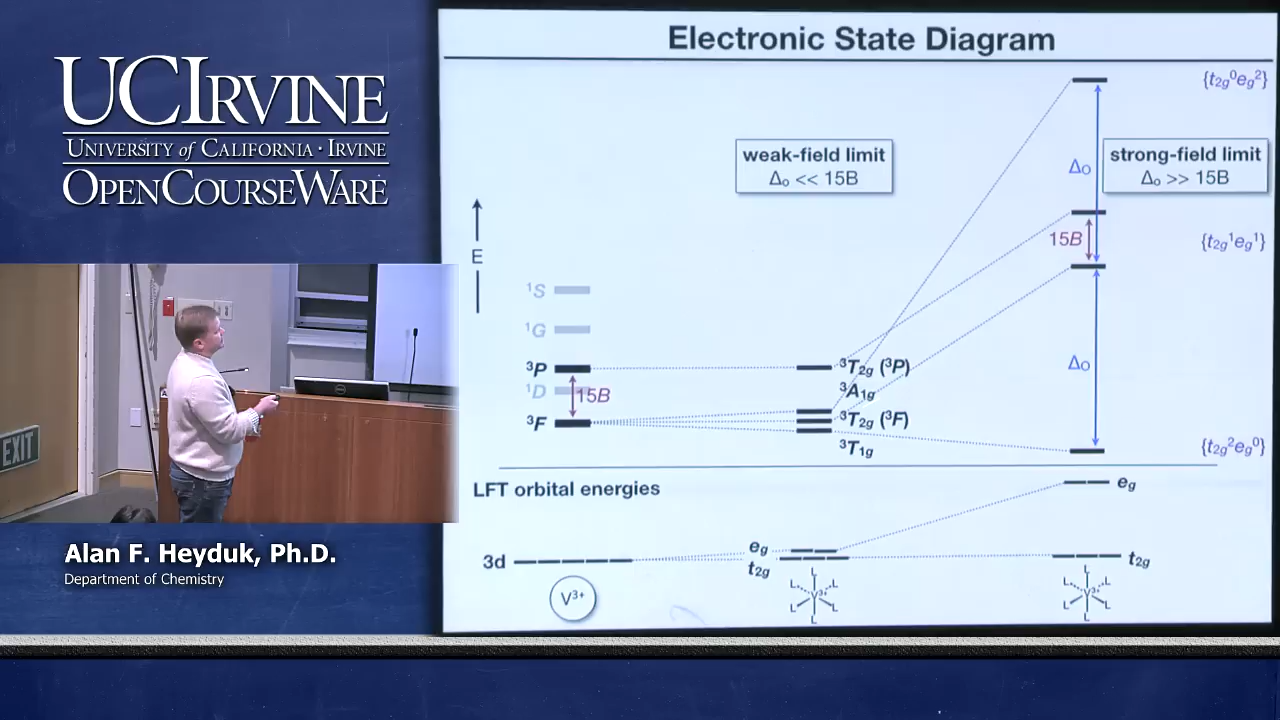 UCIRVINE
UNIVERSITY of CALIFORNIA · IRVINE
OPENCOURSEWARE
EXIT
Alan F. Heyduk, Ph.D.
Department of Chemistry
Electronic State Diagram
{t₂g⁰eg²}
weak-field limit
Δₒ << 15B
Δₒ
strong-field limit
Δₒ >> 15B
E
15B
{t₂g¹eg¹}
¹S
¹G
³P
¹D
15B
³F
³T₂g (³P)
³A₁g
³T₂g (³F)
³T₁g
Δₒ
{t₂g²eg⁰}
LFT orbital energies
eg
3d
eg
t₂g
t₂g
V³⁺
L
L
L
V³⁺
L
L
L
L
L
L
V³⁺
L
L
L